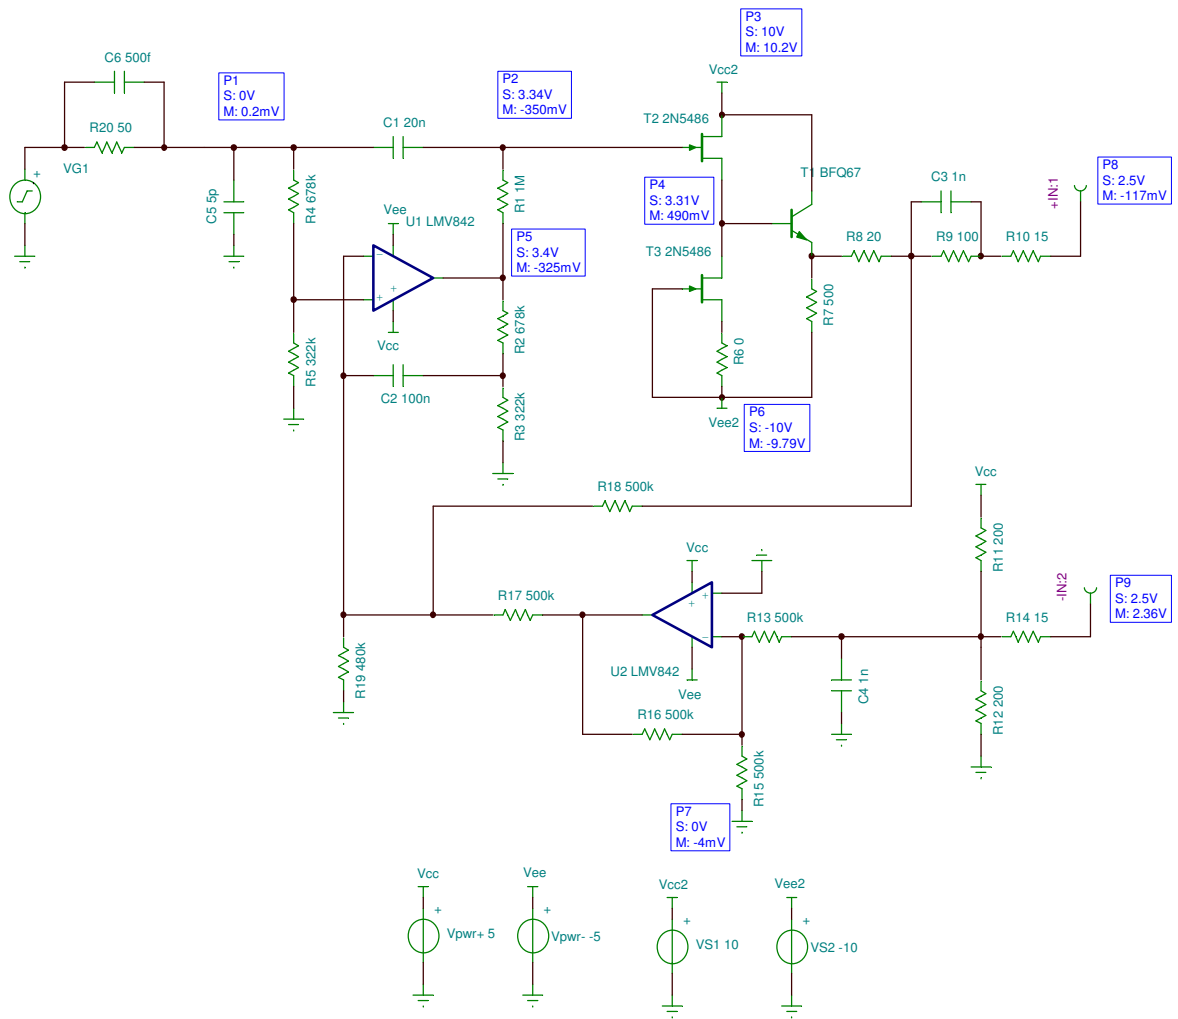 P3
S: 10V
M: 10.2V
C6 500f
P1
S: 0V
M: 0.2mV
P2
S: 3.34V
M: -350mV
Vcc2
R20 50
C1 20n
T2 2N5486
VG1
+
T1 BFQ67
P8
S: 2.5V
M: -117mV
C3 1n
+IN:1
C5 5p
R4 678k
R1 1M
P4
S: 3.31V
M: 490mV
Vee
U1 LMV842
P5
S: 3.4V
M: -325mV
R8 20
R9 100
R10 15
T3 2N5486
-
+
+
Vcc
R7 500
R2 678k
R5 322k
R6 0
C2 100n
R3 322k
Vee2
P6
S: -10V
M: -9.79V
R18 500k
Vcc
R11 200
Vcc
-IN:2
P9
S: 2.5V
M: 2.36V
R17 500k
+
+
-
R13 500k
R14 15
R19 480k
U2 LMV842
Vee
C4 1n
R12 200
R16 500k
R15 500k
P7
S: 0V
M: -4mV
Vcc
Vee
Vcc2
Vee2
+
Vpwr+ 5
+
Vpwr- -5
+
VS1 10
+
VS2 -10